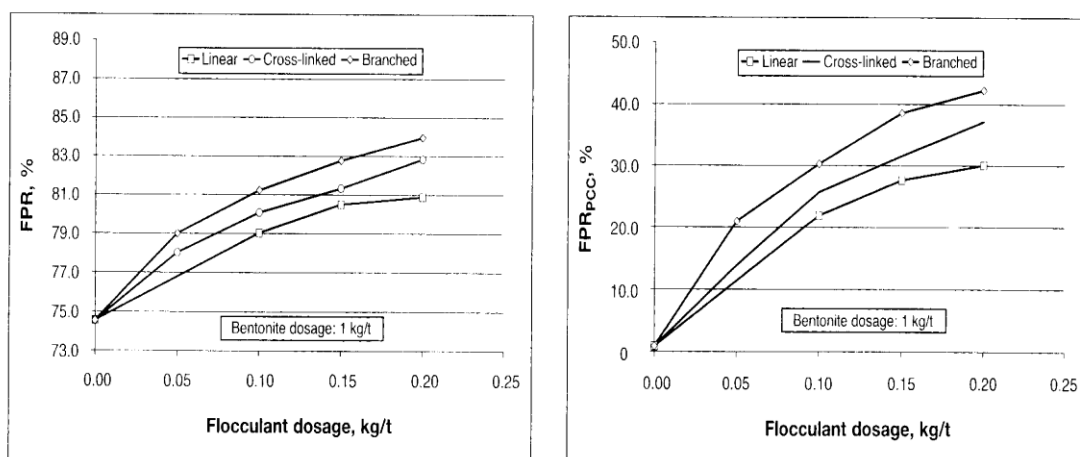 89.0
87.0
85.0
83.0
81.0
79.0
77.0
75.0
73.0
FPR, %
Linear Cross-linked Branched
Bentonite dosage: 1 kg/t
0.00 0.05 0.10 0.15 0.20 0.25
Flocculant dosage, kg/t
50.0
40.0
30.0
20.0
10.0
0
FPRPCC, %
Linear Cross-linked Branched
Bentonite dosage: 1 kg/t
0.00 0.05 0.10 0.15 0.20 0.25
Flocculant dosage, kg/t